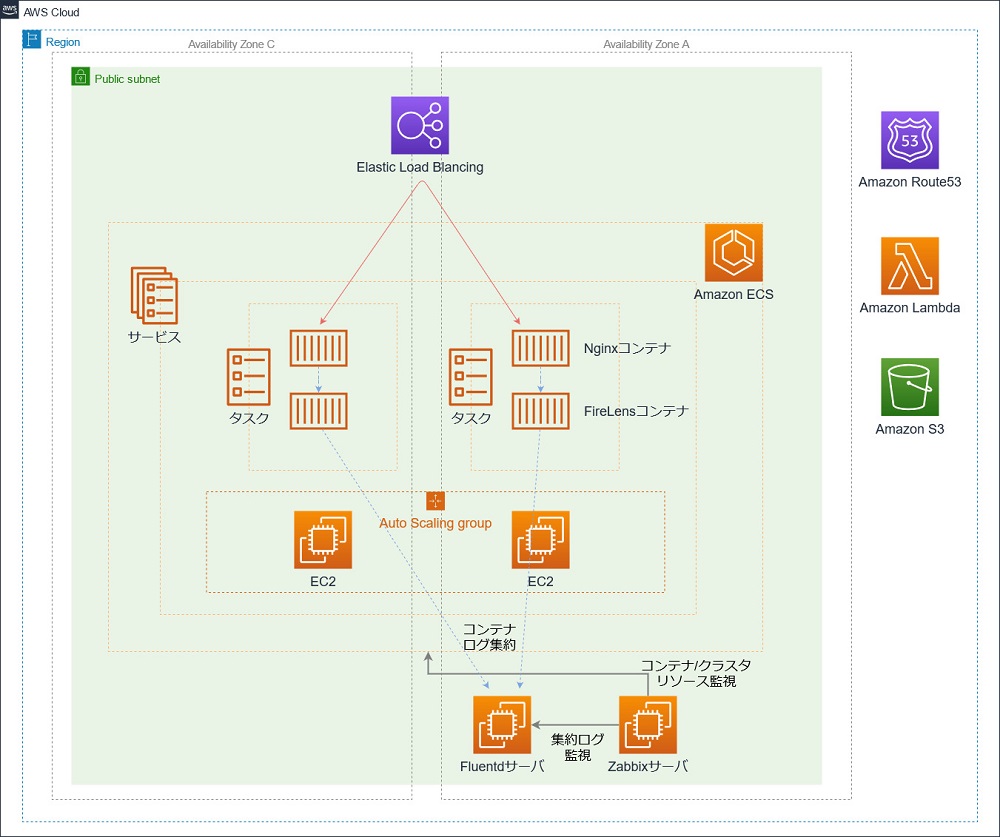 aws
AWS Cloud
Region
Availability Zone C
Availability Zone A
Public subnet
Elastic Load Blancing
53
Amazon Route53
Amazon ECS
Amazon Lambda
サービス
Nginxコンテナ
タスク
タスク
FireLensコンテナ
Amazon S3
Auto Scaling group
EC2
EC2
コンテナ
ログ集約
コンテナ/クラスタ
リソース監視
集約ログ
監視
Fluentdサーバ
Zabbixサーバ